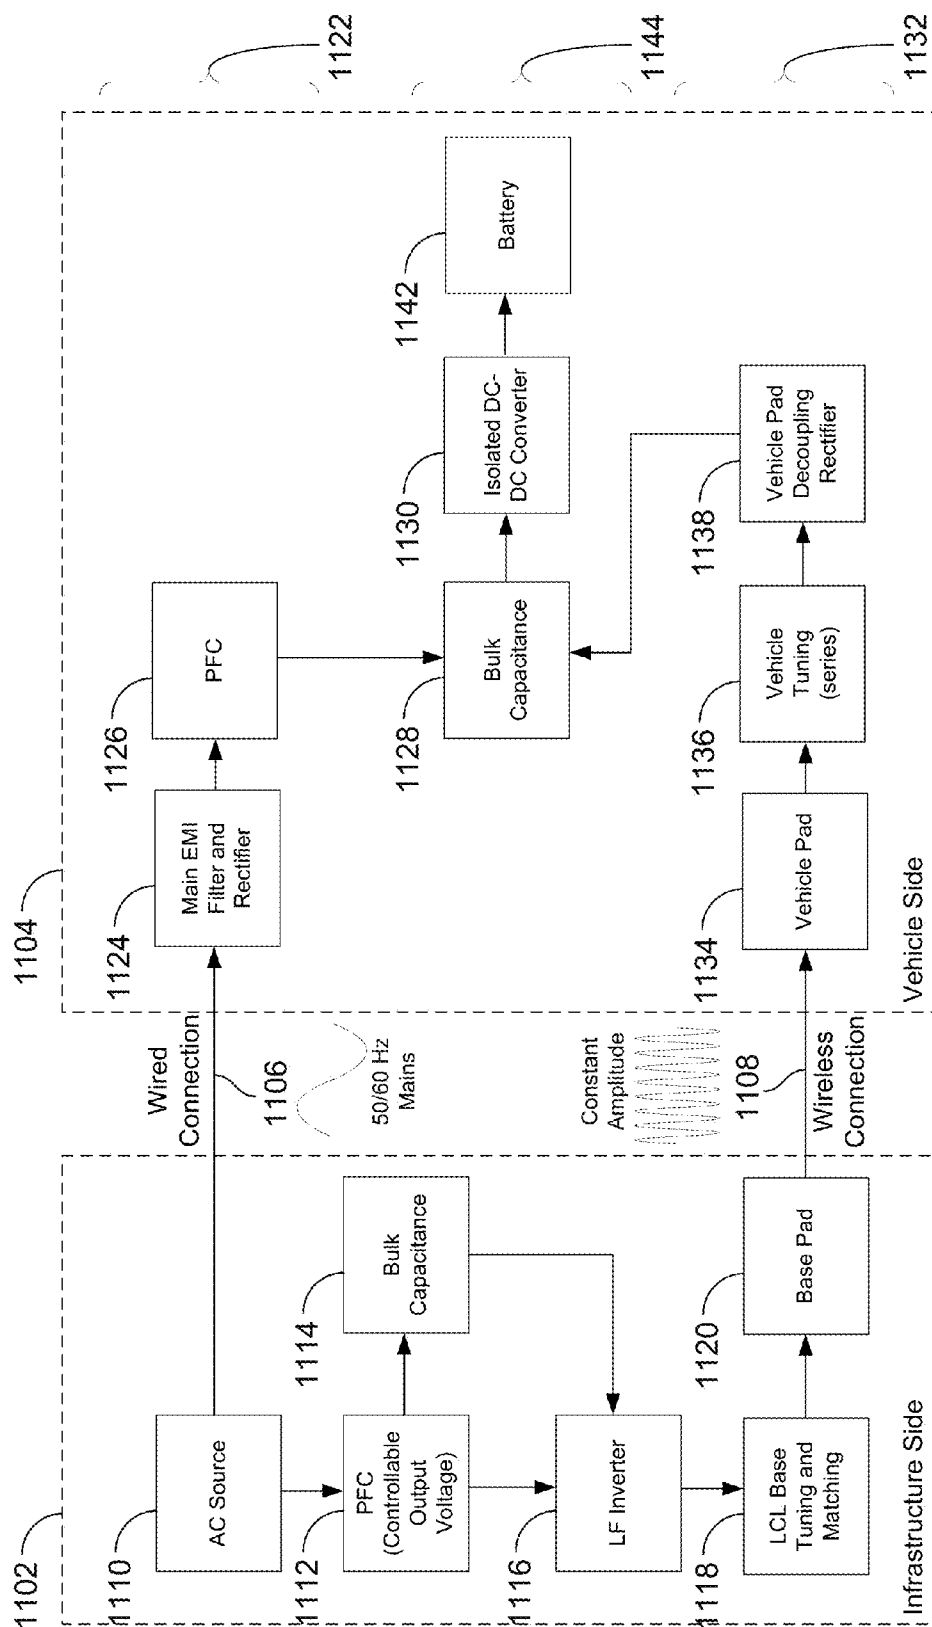 1102
1110
AC Source
1112
PFC
(Controllable
Output
Voltage)
1114
Bulk
Capacitance
1116
LF Inverter
1118
LCL Base
Tuning and
Matching
1120
Base Pad
Infrastructure Side
Wired
Connection
1106
50/60 Hz
Mains
Constant
Amplitude
1108
Wireless
Connection
1104
1124
Main EMI
Filter and
Rectifier
1126
PFC
1128
Bulk
Capacitance
1130
Isolated DC-
DC Converter
1142
Battery
1134
Vehicle Pad
1136
Vehicle
Tuning
(series)
1138
Vehicle Pad
Decoupling
Rectifier
Vehicle Side
1122
1144
1132